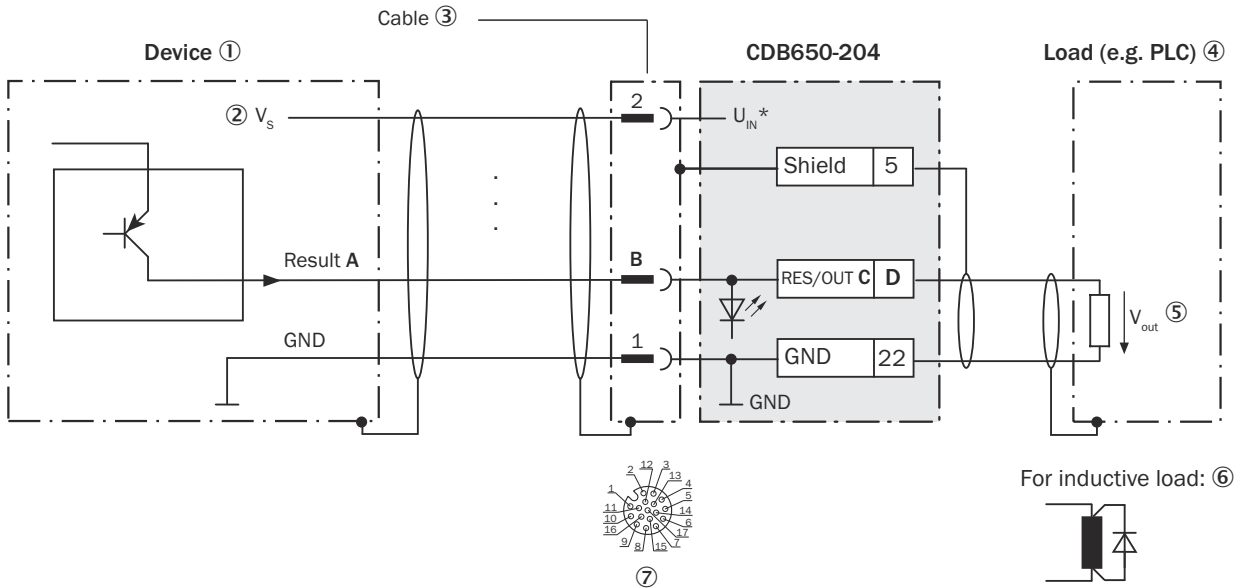 Cable ③
Device ①
CDB650-204
Load (e.g. PLC) ④
② Vₛ
2
U_IN*
Shield 5
Result A
B
RES/OUT C D
V_out ⑤
GND
1
GND 22
GND
For inductive load: ⑥
2 12 3
13
1 4
5
11
10 14
16 6
17
9 8 15 7
⑦